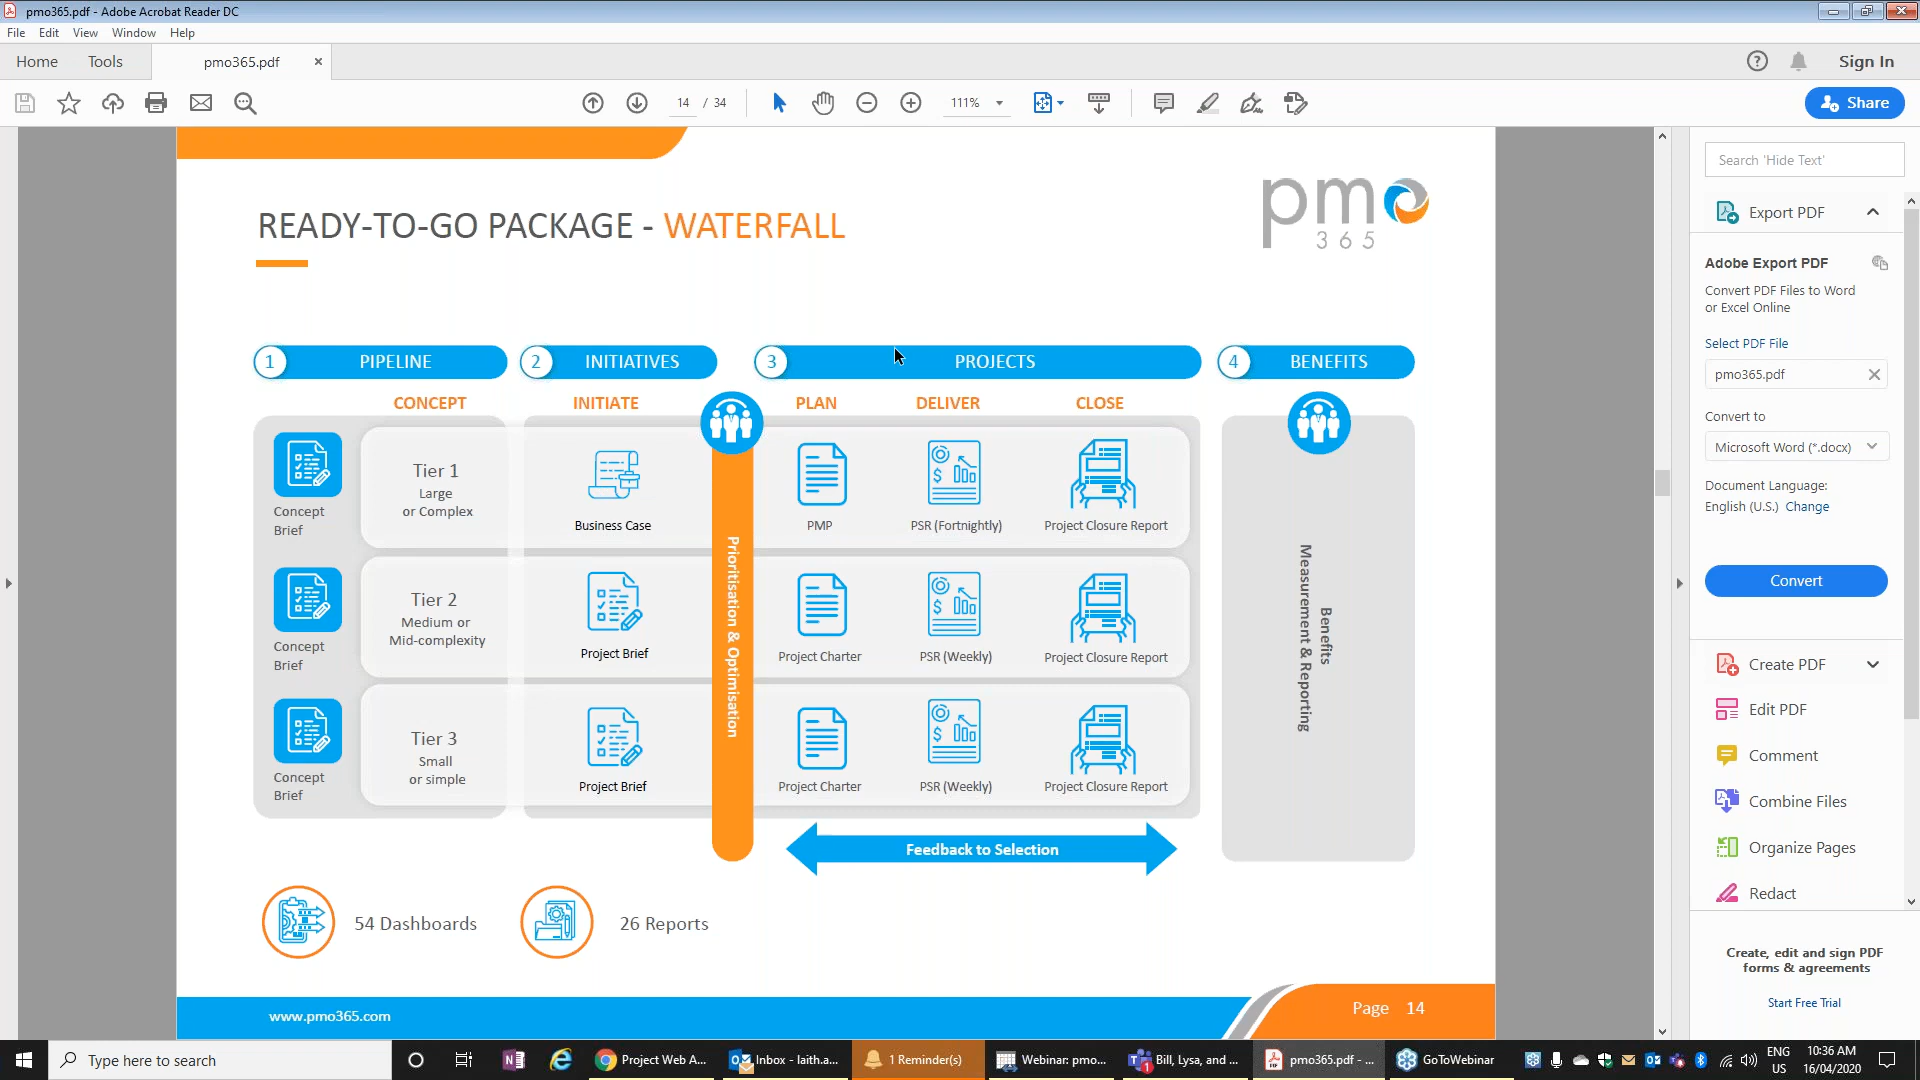 pmo365.pdf - Adobe Acrobat Reader DC
File Edit View Window Help
Home Tools pmo365.pdf × Sign In
14 / 34 111% Share
READY-TO-GO PACKAGE - WATERFALL
pmo
365
1 PIPELINE 2 INITIATIVES 3 PROJECTS 4 BENEFITS
CONCEPT INITIATE PLAN DELIVER CLOSE
Concept
Brief
Tier 1
Large
or Complex
Business Case
PMP
PSR (Fortnightly)
Project Closure Report
Concept
Brief
Tier 2
Medium or
Mid-complexity
Project Brief
Project Charter
PSR (Weekly)
Project Closure Report
Concept
Brief
Tier 3
Small
or simple
Project Brief
Project Charter
PSR (Weekly)
Project Closure Report
Prioritisation & Optimisation
Benefits
Measurement & Reporting
Feedback to Selection
54 Dashboards
26 Reports
www.pmo365.com
Page 14
Search 'Hide Text'
Export PDF
Adobe Export PDF
Convert PDF Files to Word
or Excel Online
Select PDF File
pmo365.pdf
Convert to
Microsoft Word (*.docx)
Document Language:
English (U.S.) Change
Convert
Create PDF
Edit PDF
Comment
Combine Files
Organize Pages
Redact
Create, edit and sign PDF
forms & agreements
Start Free Trial
Type here to search
Project Web A...
Inbox - laith.a...
1 Reminder(s)
Webinar: pmo...
Bill, Lysa, and ...
pmo365.pdf - ...
GoToWebinar
ENG
US
10:36 AM
16/04/2020